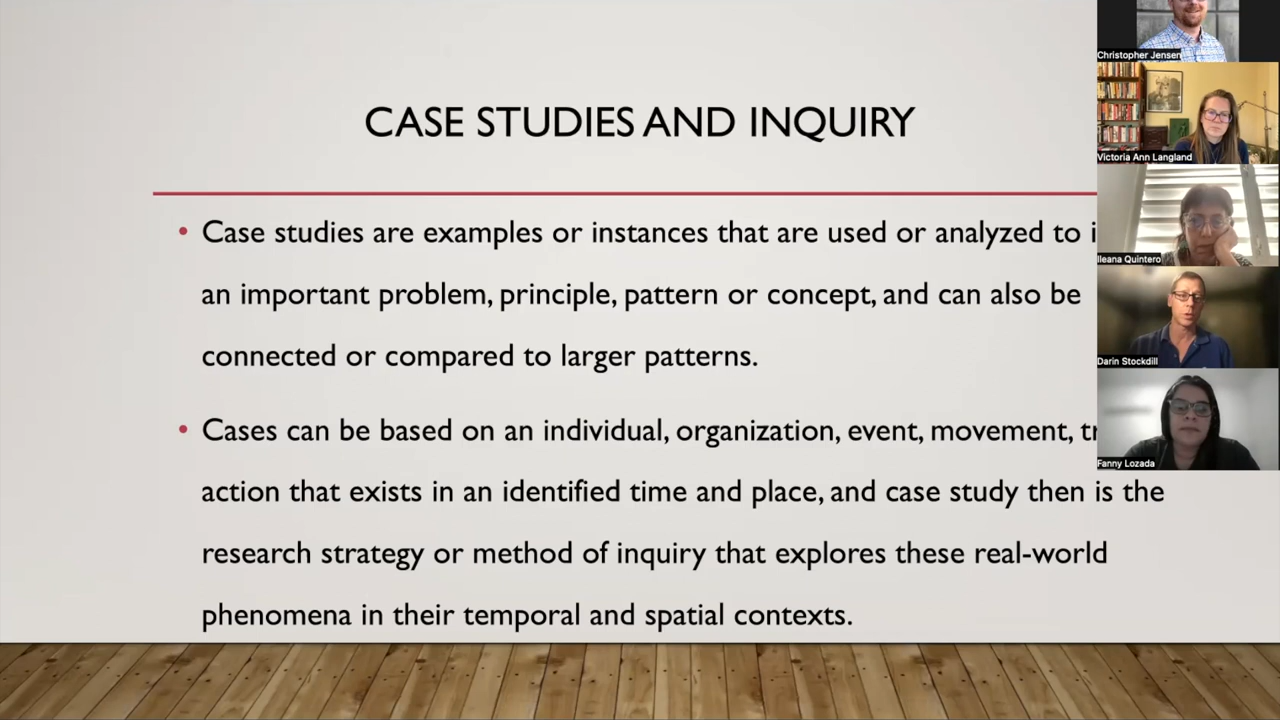 CASE STUDIES AND INQUIRY
• Case studies are examples or instances that are used or analyzed to
an important problem, principle, pattern or concept, and can also be
connected or compared to larger patterns.
• Cases can be based on an individual, organization, event, movement,
action that exists in an identified time and place, and case study then is the
research strategy or method of inquiry that explores these real-world
phenomena in their temporal and spatial contexts.
Christopher Jensen
Victoria Ann Langland
Ileana Quintero
Darin Stockdill
Fanny Lozada